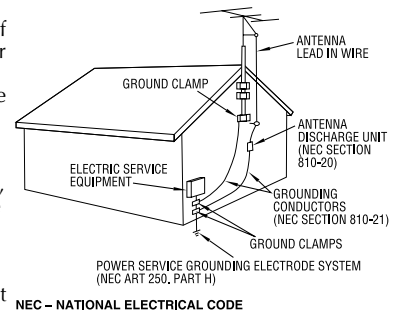 of
r
e
y
t
ANTENNA
LEAD IN WIRE
GROUND CLAMP
ANTENNA
DISCHARGE UNIT
(NEC SECTION
810-20)
ELECTRIC SERVICE
EQUIPMENT
GROUNDING
CONDUCTORS
(NEC SECTION 810-21)
GROUND CLAMPS
POWER SERVICE GROUNDING ELECTRODE SYSTEM
(NEC ART 250. PART H)
NEC – NATIONAL ELECTRICAL CODE